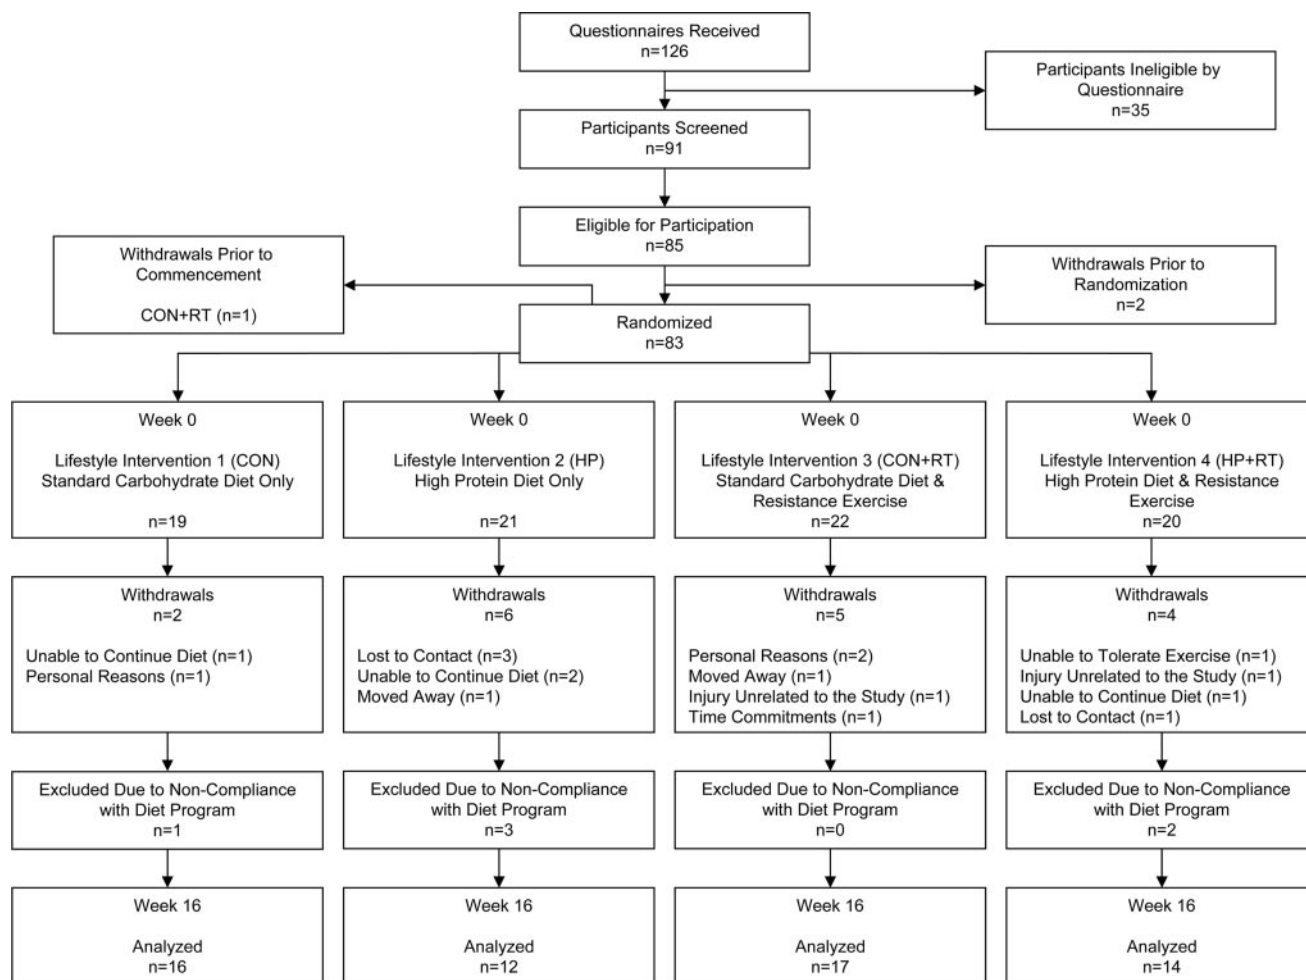 Questionnaires Received
n=126
Participants Ineligible by
Questionnaire
n=35
Participants Screened
n=91
Eligible for Participation
n=85
Withdrawals Prior to
Commencement
CON+RT (n=1)
Withdrawals Prior to
Randomization
n=2
Randomized
n=83
Week 0
Lifestyle Intervention 1 (CON)
Standard Carbohydrate Diet Only
n=19
Week 0
Lifestyle Intervention 2 (HP)
High Protein Diet Only
n=21
Week 0
Lifestyle Intervention 3 (CON+RT)
Standard Carbohydrate Diet &
Resistance Exercise
n=22
Week 0
Lifestyle Intervention 4 (HP+RT)
High Protein Diet & Resistance
Exercise
n=20
Withdrawals
n=2
Unable to Continue Diet (n=1)
Personal Reasons (n=1)
Withdrawals
n=6
Lost to Contact (n=3)
Unable to Continue Diet (n=2)
Moved Away (n=1)
Withdrawals
n=5
Personal Reasons (n=2)
Moved Away (n=1)
Injury Unrelated to the Study (n=1)
Time Commitments (n=1)
Withdrawals
n=4
Unable to Tolerate Exercise (n=1)
Injury Unrelated to the Study (n=1)
Unable to Continue Diet (n=1)
Lost to Contact (n=1)
Excluded Due to Non-Compliance
with Diet Program
n=1
Excluded Due to Non-Compliance
with Diet Program
n=3
Excluded Due to Non-Compliance
with Diet Program
n=0
Excluded Due to Non-Compliance
with Diet Program
n=2
Week 16
Analyzed
n=16
Week 16
Analyzed
n=12
Week 16
Analyzed
n=17
Week 16
Analyzed
n=14